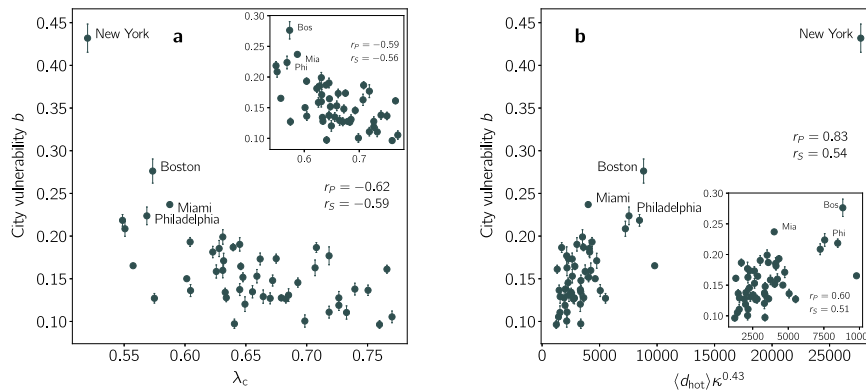 a
New York
Boston
Miami
Philadelphia
r_P = −0.62
r_S = −0.59
City vulnerability b
0.45
0.40
0.35
0.30
0.25
0.20
0.15
0.10
0.55
0.60
0.65
0.70
0.75
λ_c
0.30
0.25
0.20
0.15
0.10
Bos
Mia
Phi
r_P = −0.59
r_S = −0.56
0.6
0.7
b
New York
Boston
Miami
Philadelphia
r_P = 0.83
r_S = 0.54
City vulnerability b
0.45
0.40
0.35
0.30
0.25
0.20
0.15
0.10
0
5000
10000
15000
20000
25000
⟨d_hot⟩κ^0.43
0.30
0.25
0.20
0.15
0.10
Bos
Mia
Phi
r_P = 0.60
r_S = 0.51
2500
5000
7500
10000